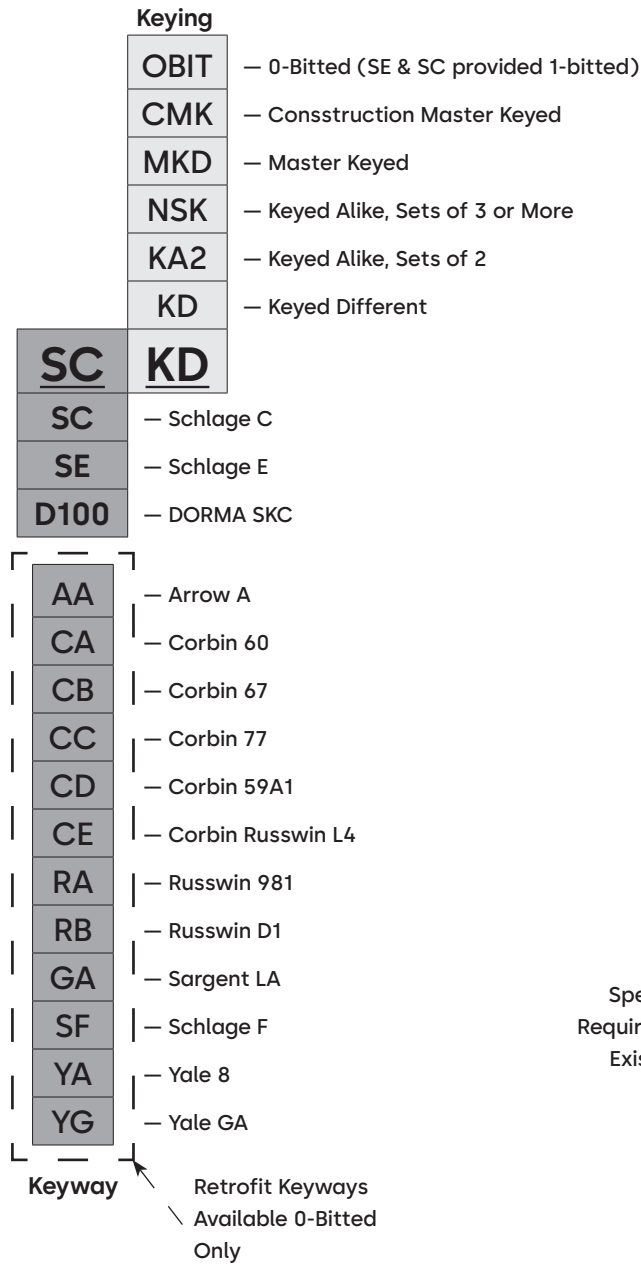 Keying
OBIT — 0-Bitted (SE & SC provided 1-bitted)
CMK — Consstruction Master Keyed
MKD — Master Keyed
NSK — Keyed Alike, Sets of 3 or More
KA2 — Keyed Alike, Sets of 2
KD — Keyed Different
SC KD
SC — Schlage C
SE — Schlage E
D100 — DORMA SKC
AA — Arrow A
CA — Corbin 60
CB — Corbin 67
CC — Corbin 77
CD — Corbin 59A1
CE — Corbin Russwin L4
RA — Russwin 981
RB — Russwin D1
GA — Sargent LA
SF — Schlage F
YA — Yale 8
YG — Yale GA
Keyway
Retrofit Keyways
Available 0-Bitted
Only
Spe
Requir
Exis